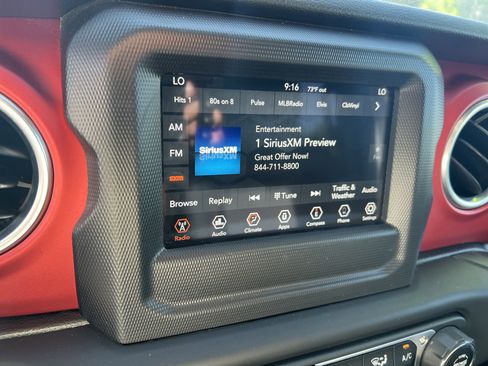 LO 9:16 73°F out LO
Hits 1 80s on 8 Pulse MLBRadio Elvis CkVinyl
AM
FM
SXM
SiriusXM
Entertainment
1 SiriusXM Preview
Great Offer Now!
844-711-8800
Browse Replay Tune Traffic & Weather Audio
Radio Audio Climate Apps Compass Phone Settings
A/C